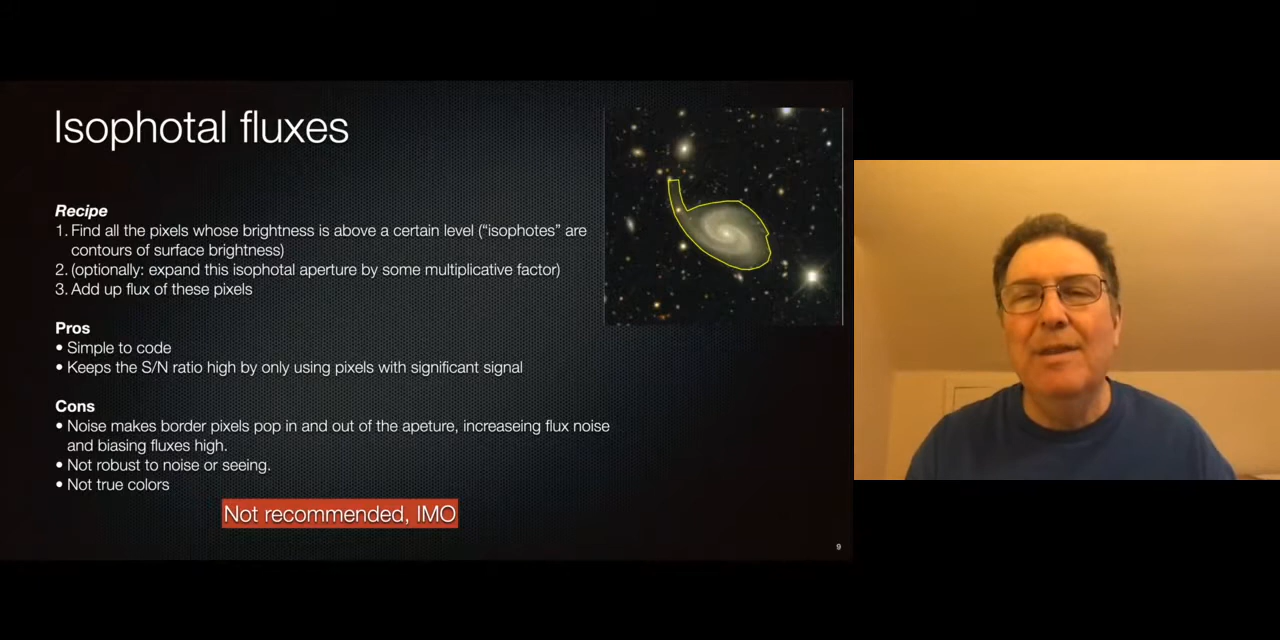 Isophotal fluxes
Recipe
1. Find all the pixels whose brightness is above a certain level (“isophotes” are
contours of surface brightness)
2. (optionally: expand this isophotal aperture by some multiplicative factor)
3. Add up flux of these pixels
Pros
• Simple to code
• Keeps the S/N ratio high by only using pixels with significant signal
Cons
• Noise makes border pixels pop in and out of the apeture, increaseing flux noise
and biasing fluxes high.
• Not robust to noise or seeing.
• Not true colors
Not recommended, IMO
9